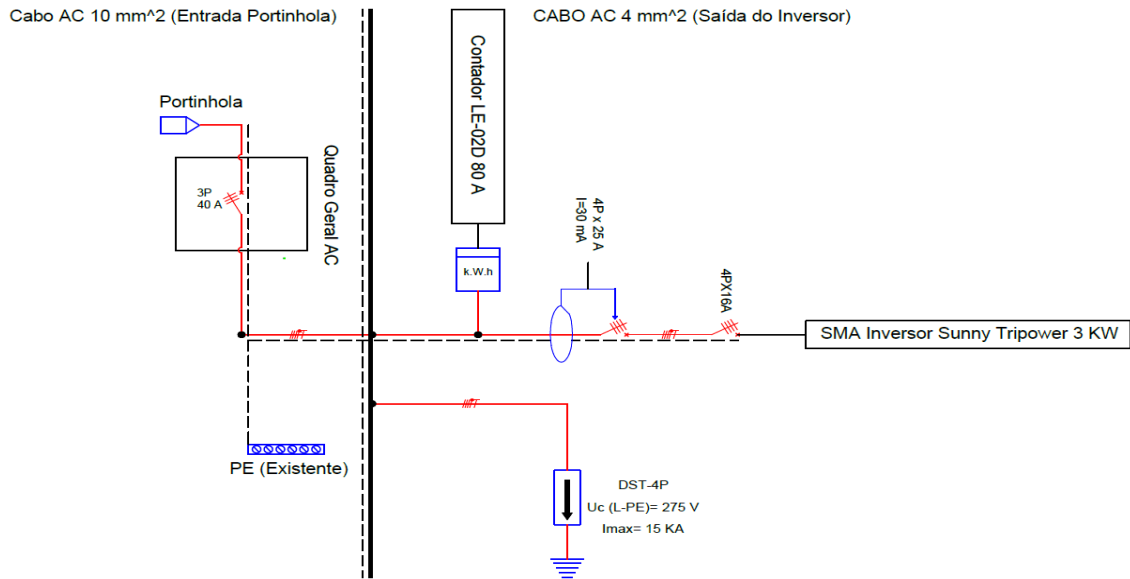 Cabo AC 10 mm^2 (Entrada Portinhola)
CABO AC 4 mm^2 (Saída do Inversor)
Portinhola
3P
40 A
Quadro Geral AC
Contador LE-02D 80 A
k.W.h
4P x 25 A
I=30 mA
4PX16A
SMA Inversor Sunny Tripower 3 KW
PE (Existente)
DST-4P
Uc (L-PE)= 275 V
Imax= 15 KA